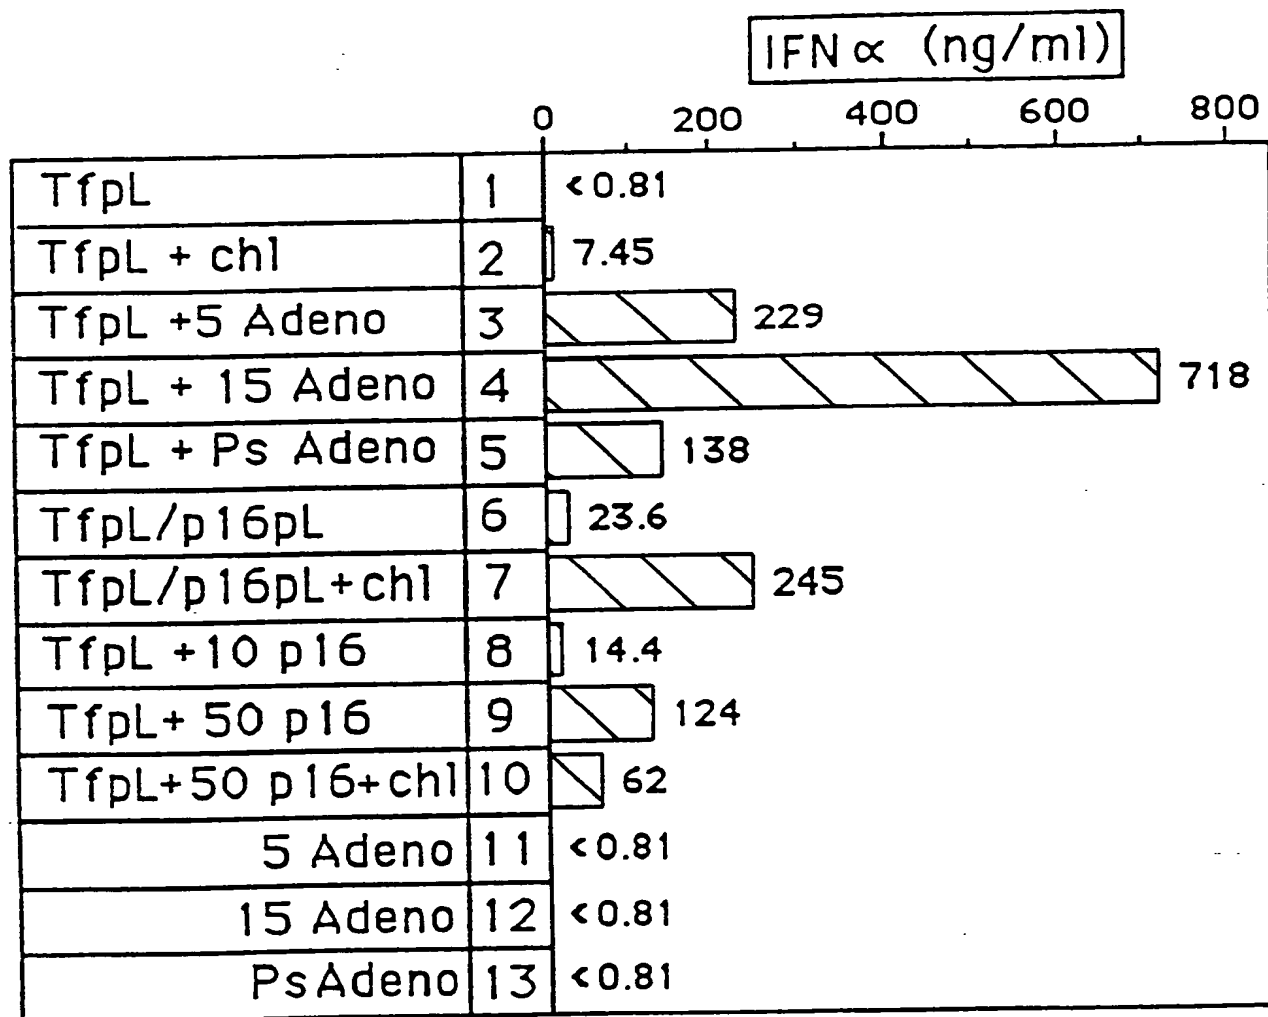 IFN ∝ (ng/ml)
0 200 400 600 800
TfpL 1 <0.81
TfpL + chl 2 7.45
TfpL +5 Adeno 3 229
TfpL + 15 Adeno 4 718
TfpL + Ps Adeno 5 138
TfpL/p16pL 6 23.6
TfpL/p16pL+chl 7 245
TfpL +10 p16 8 14.4
TfpL+ 50 p16 9 124
TfpL+50 p16+chl 10 62
5 Adeno 11 <0.81
15 Adeno 12 <0.81
PsAdeno 13 <0.81